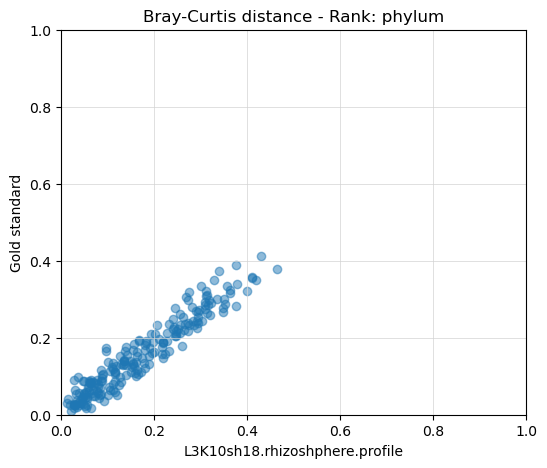 Bray-Curtis distance - Rank: phylum
1.0
0.8
0.6
0.4
0.2
0.0
Gold standard
0.0 0.2 0.4 0.6 0.8 1.0
L3K10sh18.rhizoshphere.profile